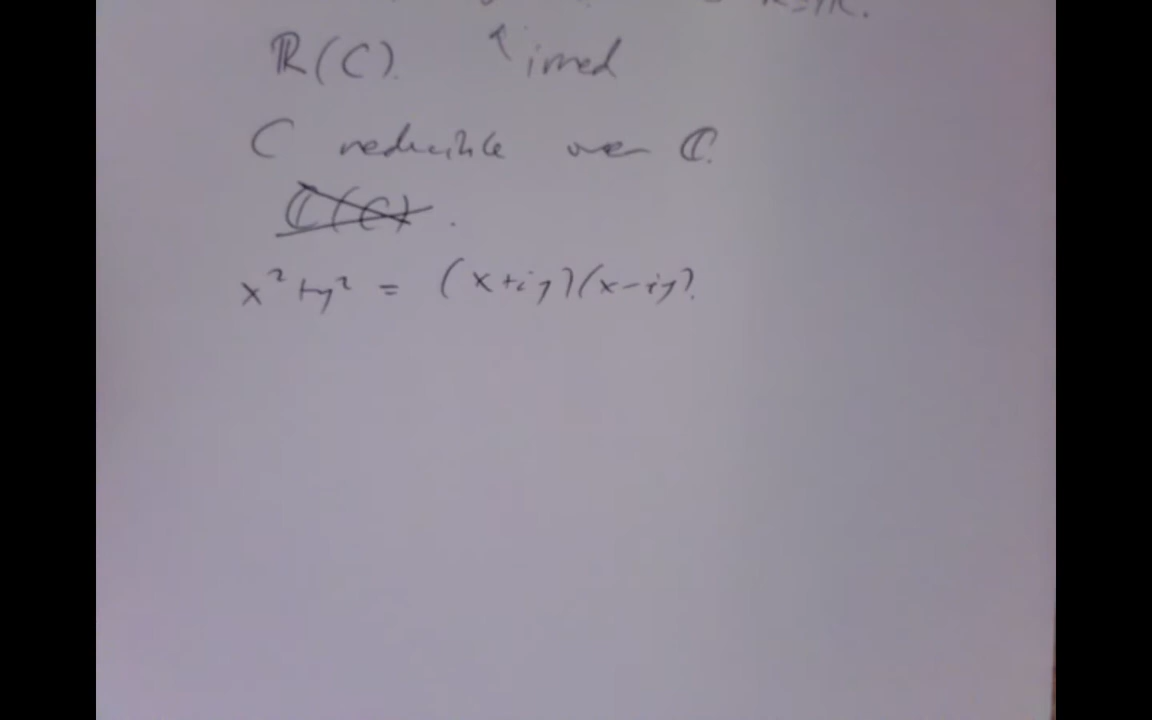 ℝ(C). ↑ irred
C reducible over ℂ.
ℂ(C).
x² + y² = (x+iy)(x-iy).